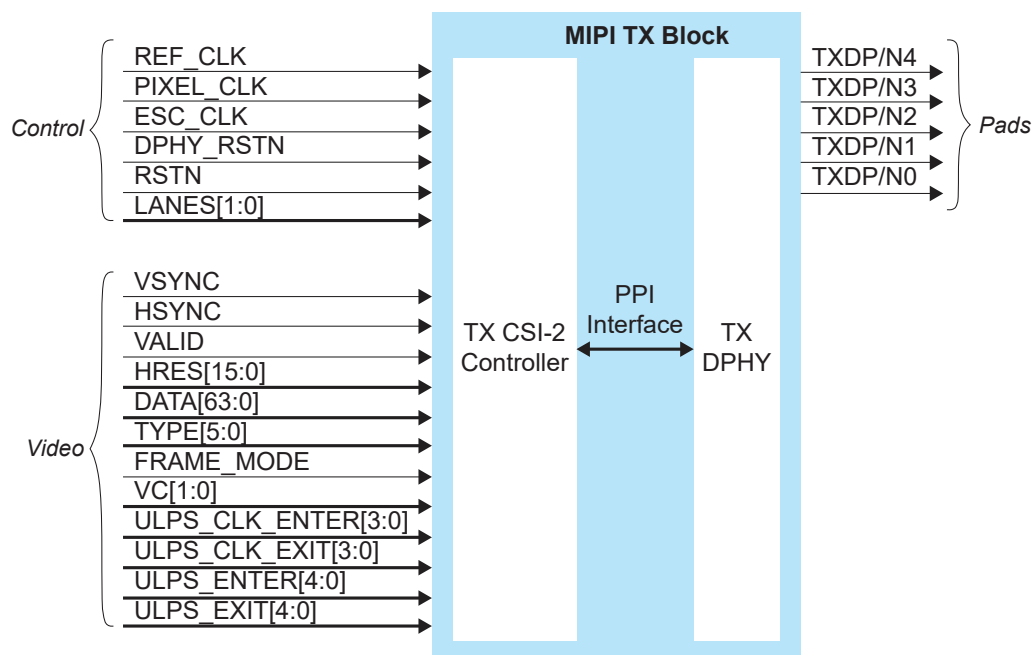 MIPI TX Block
Control
REF_CLK
PIXEL_CLK
ESC_CLK
DPHY_RSTN
RSTN
LANES[1:0]
Video
VSYNC
HSYNC
VALID
HRES[15:0]
DATA[63:0]
TYPE[5:0]
FRAME_MODE
VC[1:0]
ULPS_CLK_ENTER[3:0]
ULPS_CLK_EXIT[3:0]
ULPS_ENTER[4:0]
ULPS_EXIT[4:0]
TX CSI-2
Controller
PPI
Interface
TX
DPHY
TXDP/N4
TXDP/N3
TXDP/N2
TXDP/N1
TXDP/N0
Pads